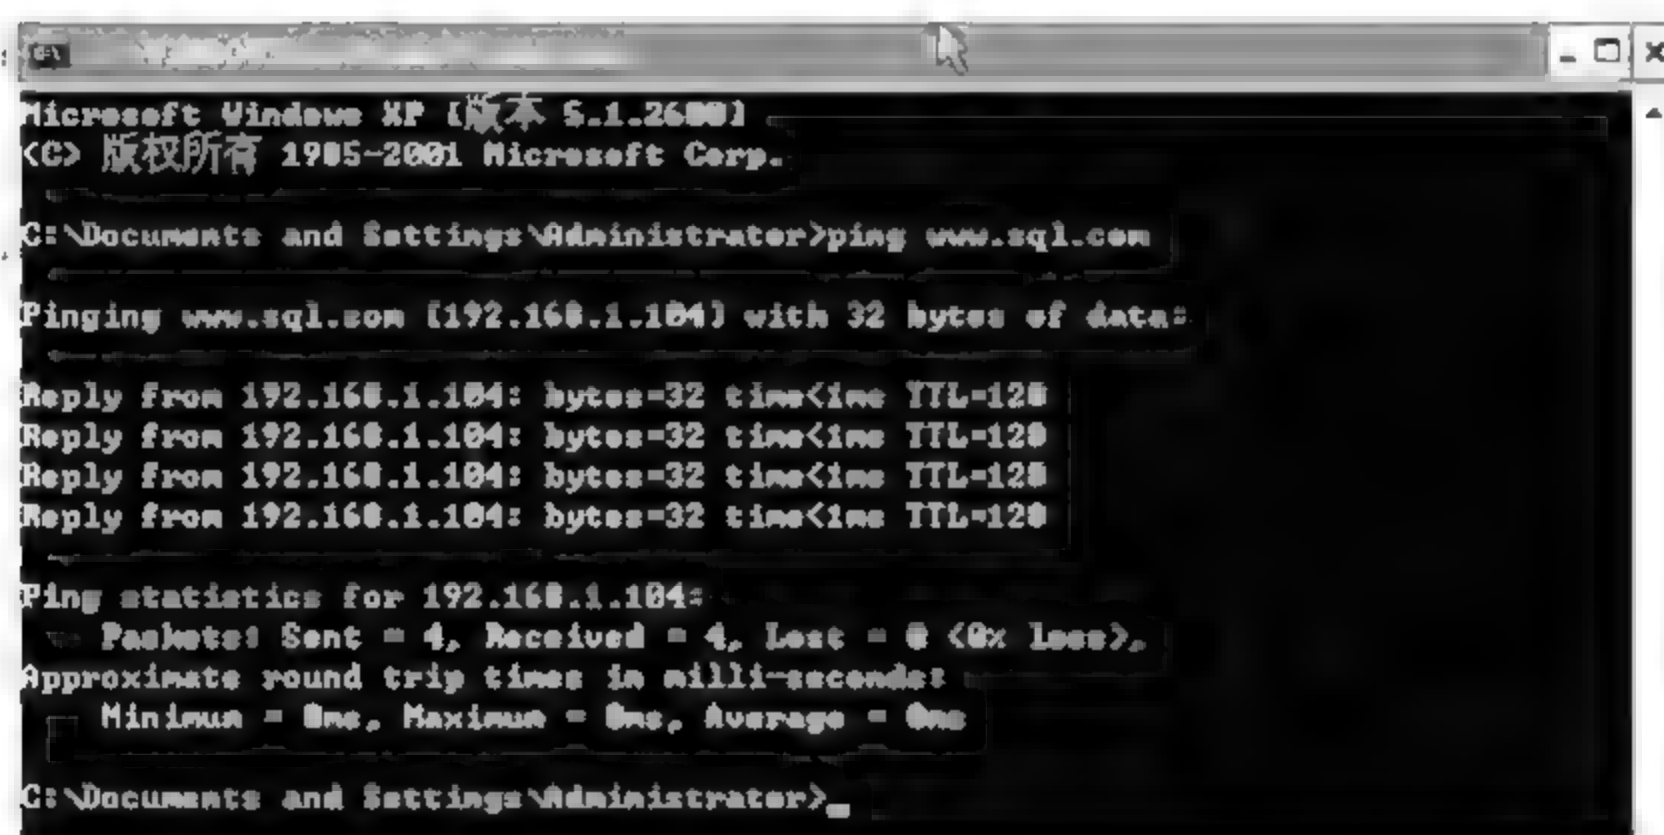 Microsoft Windows XP [版本 5.1.2600]
(C) 版权所有 1985-2001 Microsoft Corp.
C:\Documents and Settings\Administrator>ping www.sql.com
Pinging www.sql.com [192.168.1.104] with 32 bytes of data:
Reply from 192.168.1.104: bytes=32 time<1ms TTL=128
Reply from 192.168.1.104: bytes=32 time<1ms TTL=128
Reply from 192.168.1.104: bytes=32 time<1ms TTL=128
Reply from 192.168.1.104: bytes=32 time<1ms TTL=128
Ping statistics for 192.168.1.104:
Packets: Sent = 4, Received = 4, Lost = 0 (0% loss),
Approximate round trip times in milli-seconds:
Minimum = 0ms, Maximum = 0ms, Average = 0ms
C:\Documents and Settings\Administrator>_